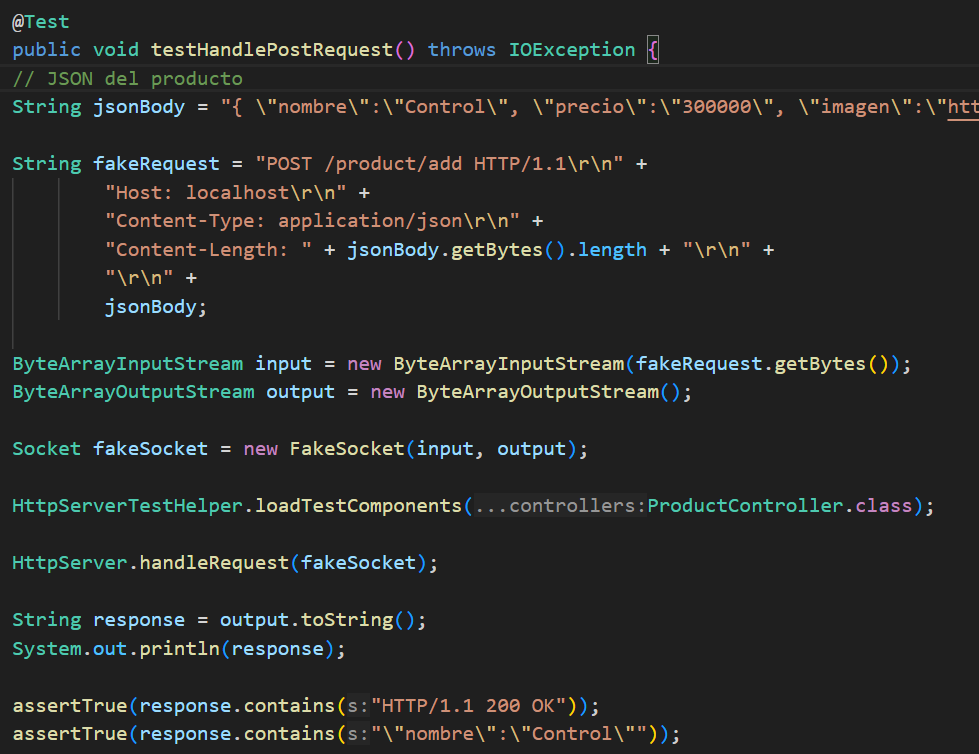 @Test
public void testHandlePostRequest() throws IOException {
// JSON del producto
String jsonBody = "{ \"nombre\":\"Control\", \"precio\":\"300000\", \"imagen\":\"htt
String fakeRequest = "POST /product/add HTTP/1.1\r\n" +
"Host: localhost\r\n" +
"Content-Type: application/json\r\n" +
"Content-Length: " + jsonBody.getBytes().length + "\r\n" +
"\r\n" +
jsonBody;
ByteArrayInputStream input = new ByteArrayInputStream(fakeRequest.getBytes());
ByteArrayOutputStream output = new ByteArrayOutputStream();
Socket fakeSocket = new FakeSocket(input, output);
HttpServerTestHelper.loadTestComponents(...controllers:ProductController.class);
HttpServer.handleRequest(fakeSocket);
String response = output.toString();
System.out.println(response);
assertTrue(response.contains(s:"HTTP/1.1 200 OK"));
assertTrue(response.contains(s:"\"nombre\":\"Control\""));